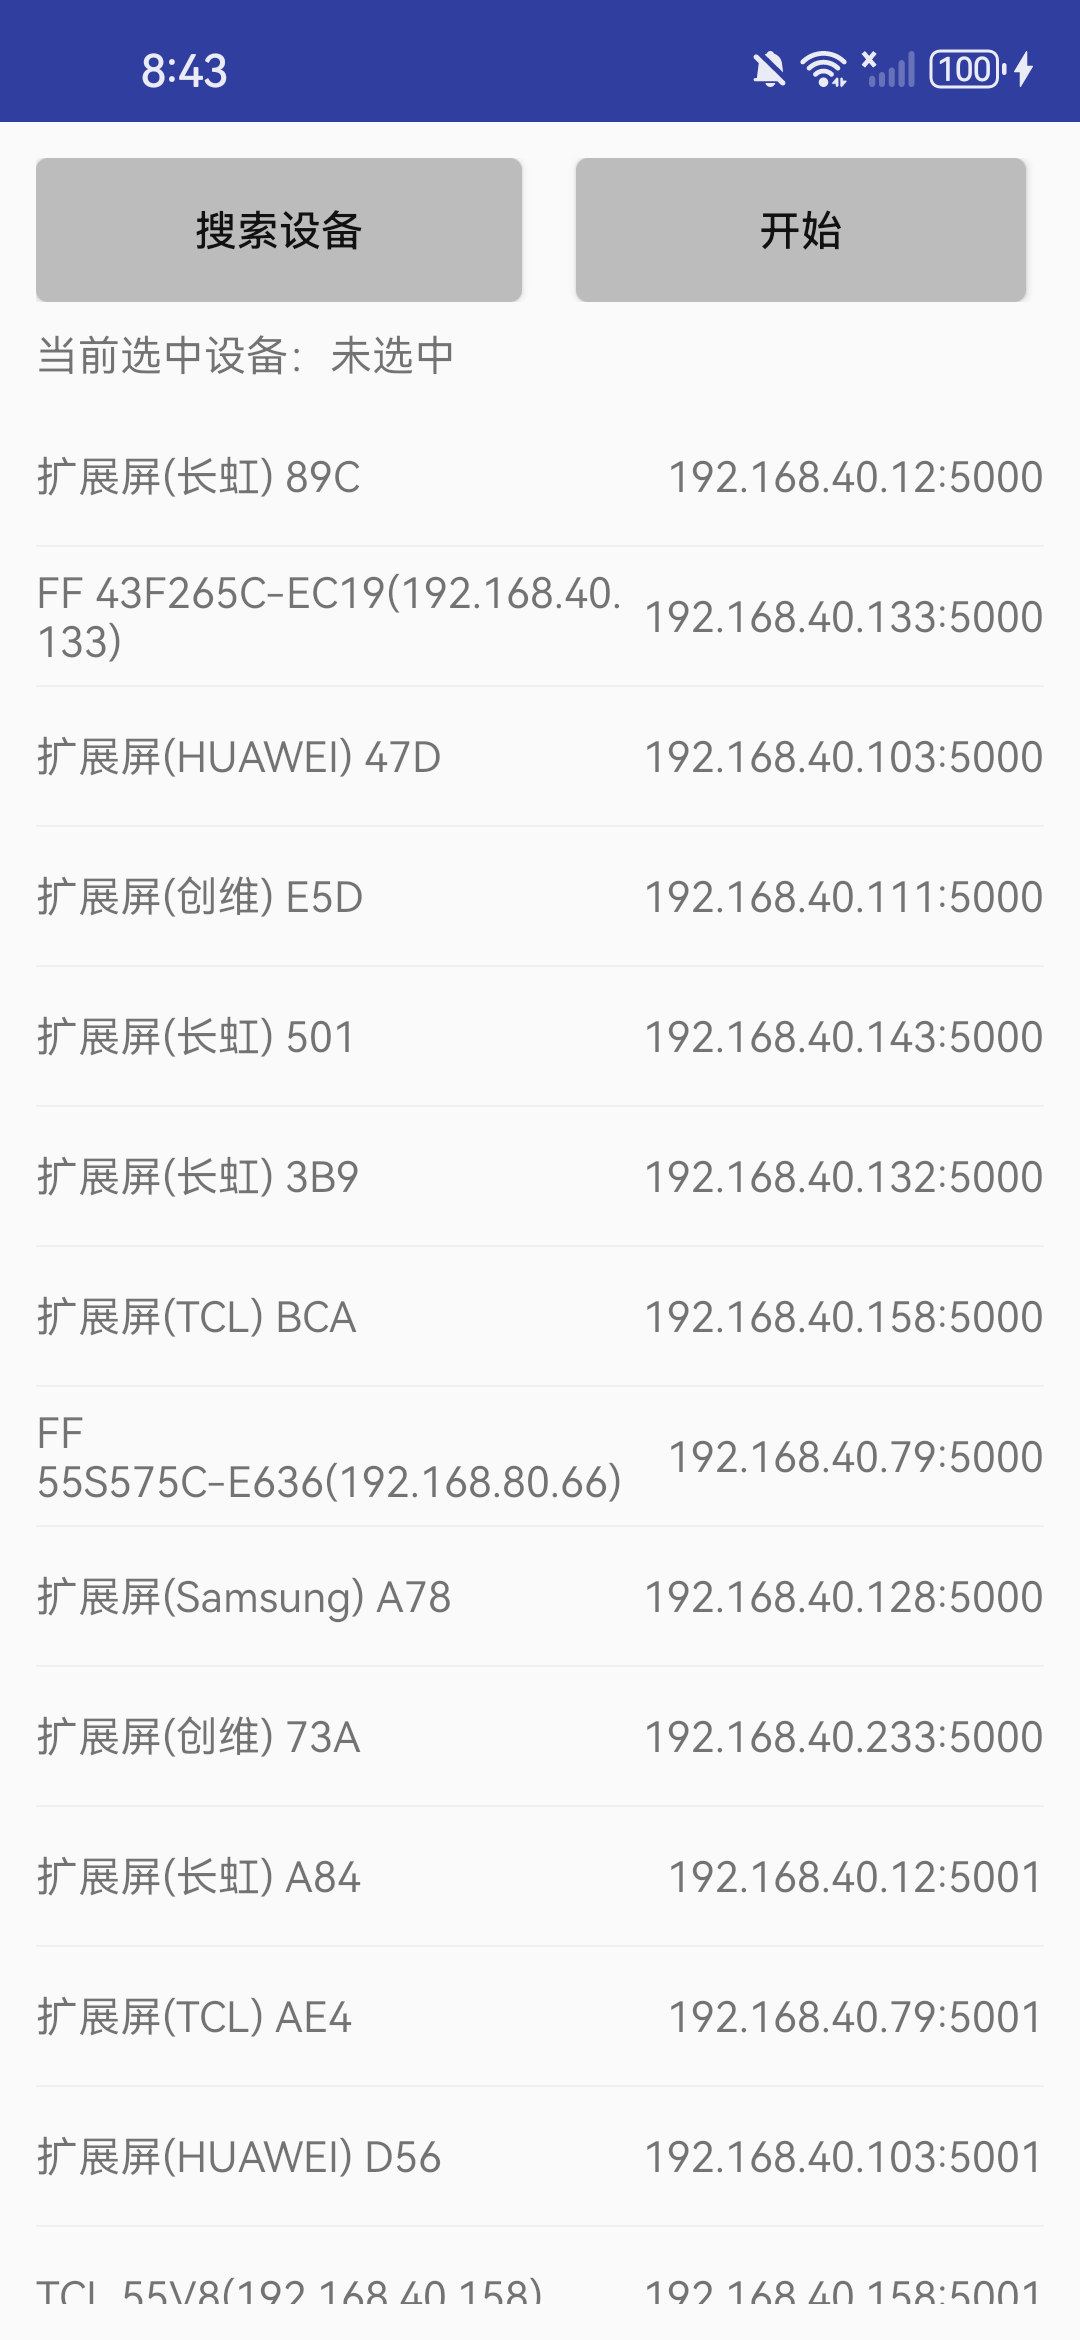 8:43
100
搜索设备
开始
当前选中设备：未选中
扩展屏(长虹) 89C
192.168.40.12:5000
FF 43F265C-EC19(192.168.40.
133)
192.168.40.133:5000
扩展屏(HUAWEI) 47D
192.168.40.103:5000
扩展屏(创维) E5D
192.168.40.111:5000
扩展屏(长虹) 501
192.168.40.143:5000
扩展屏(长虹) 3B9
192.168.40.132:5000
扩展屏(TCL) BCA
192.168.40.158:5000
FF
55S575C-E636(192.168.80.66)
192.168.40.79:5000
扩展屏(Samsung) A78
192.168.40.128:5000
扩展屏(创维) 73A
192.168.40.233:5000
扩展屏(长虹) A84
192.168.40.12:5001
扩展屏(TCL) AE4
192.168.40.79:5001
扩展屏(HUAWEI) D56
192.168.40.103:5001
TCL 55V8(192.168.40.158)
192.168.40.158:5001